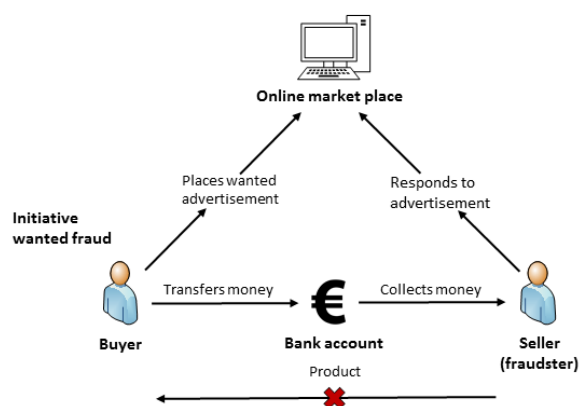 Online market place
Places wanted
advertisement
Responds to
advertisement
Initiative
wanted fraud
Transfers money
€
Collects money
Buyer
Bank account
Seller
(fraudster)
Product